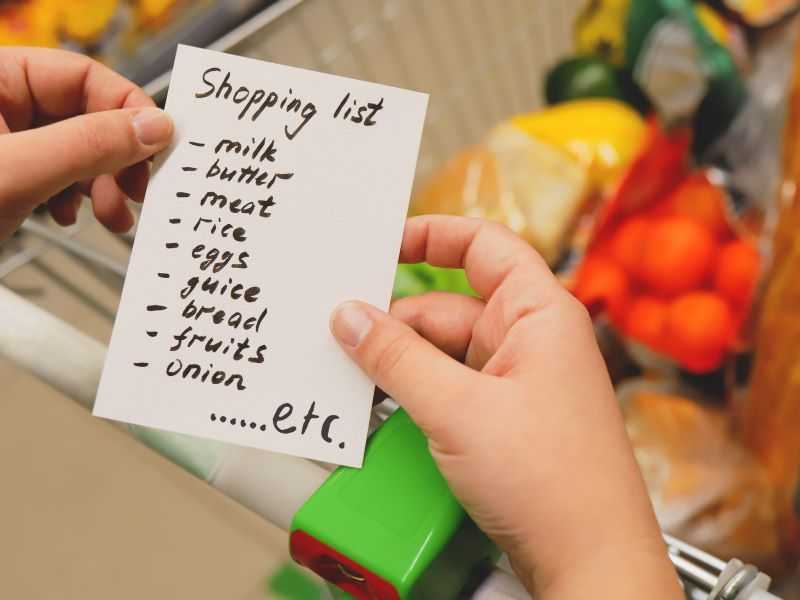 Shopping list
- milk
- butter
- meat
- rice
- eggs
- guice
- bread
- fruits
- onion
......etc.